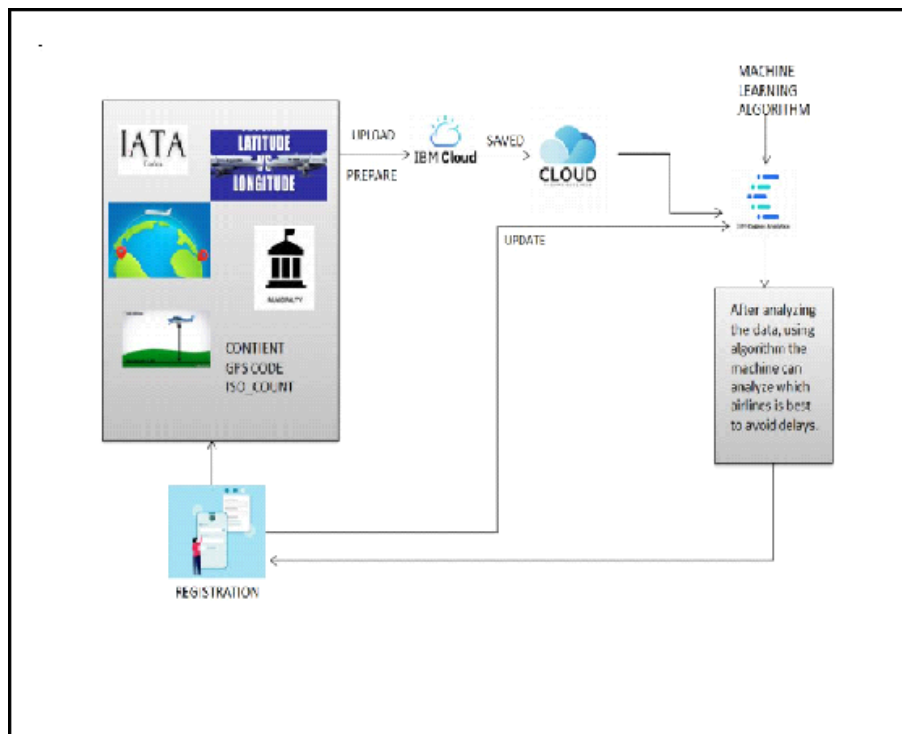 IATA
LATITUDE
VS
LONGITUDE
CONTIENT
GPS CODE
ISO_COUNT
UPLOAD
PREPARE
IBM Cloud
SAVED
CLOUD
MACHINE
LEARNING
ALGORITHM
UPDATE
After analyzing
the data, using
algorithm the
machine can
analyze which
airlines is best
to avoid delays.
REGISTRATION